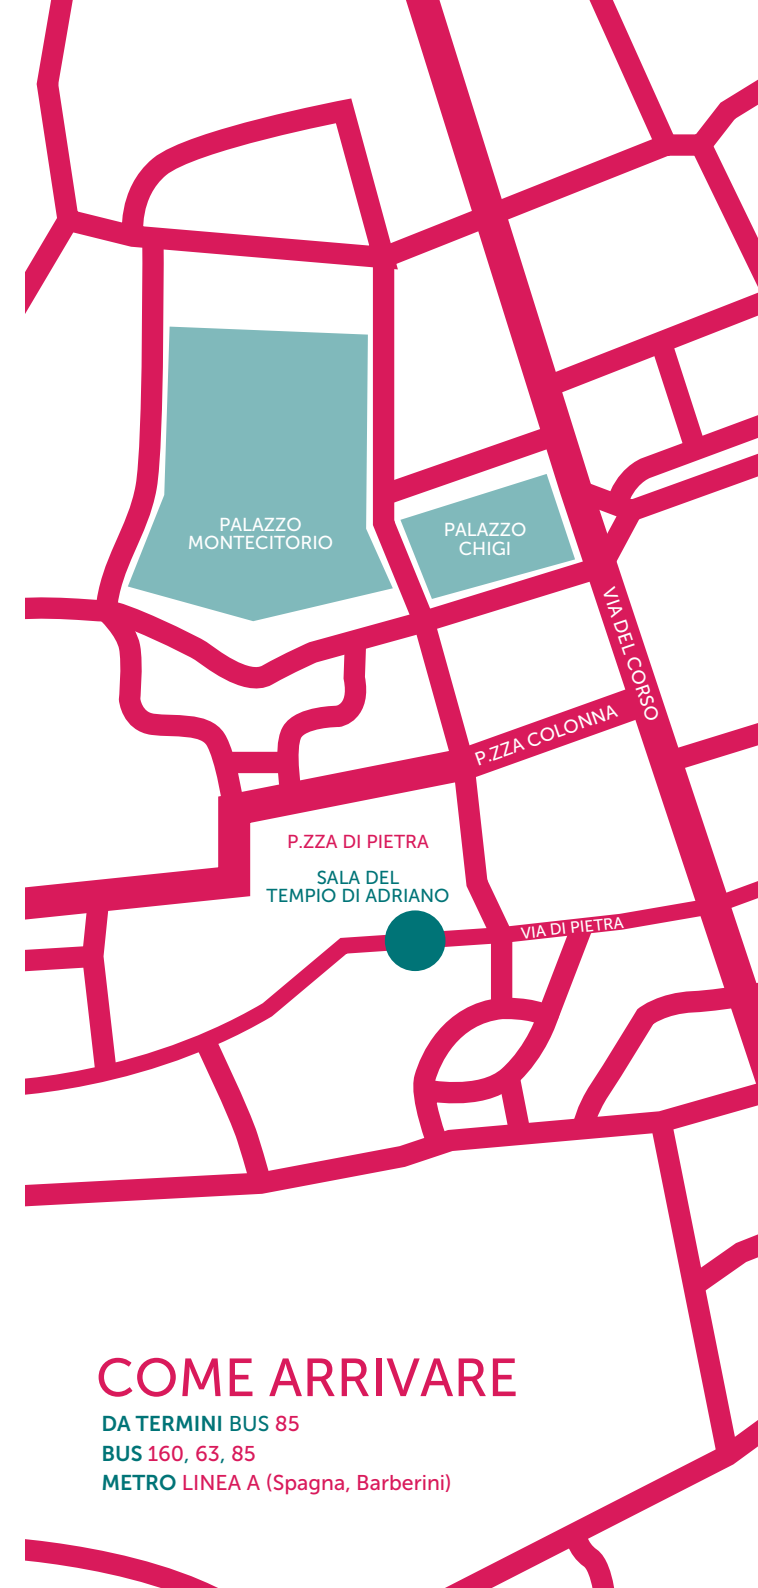 PALAZZO
MONTECITORIO
PALAZZO
CHIGI
VIA DEL CORSO
P.ZZA COLONNA
P.ZZA DI PIETRA
SALA DEL
TEMPIO DI ADRIANO
VIA DI PIETRA
COME ARRIVARE
DA TERMINI BUS 85
BUS 160, 63, 85
METRO LINEA A (Spagna, Barberini)